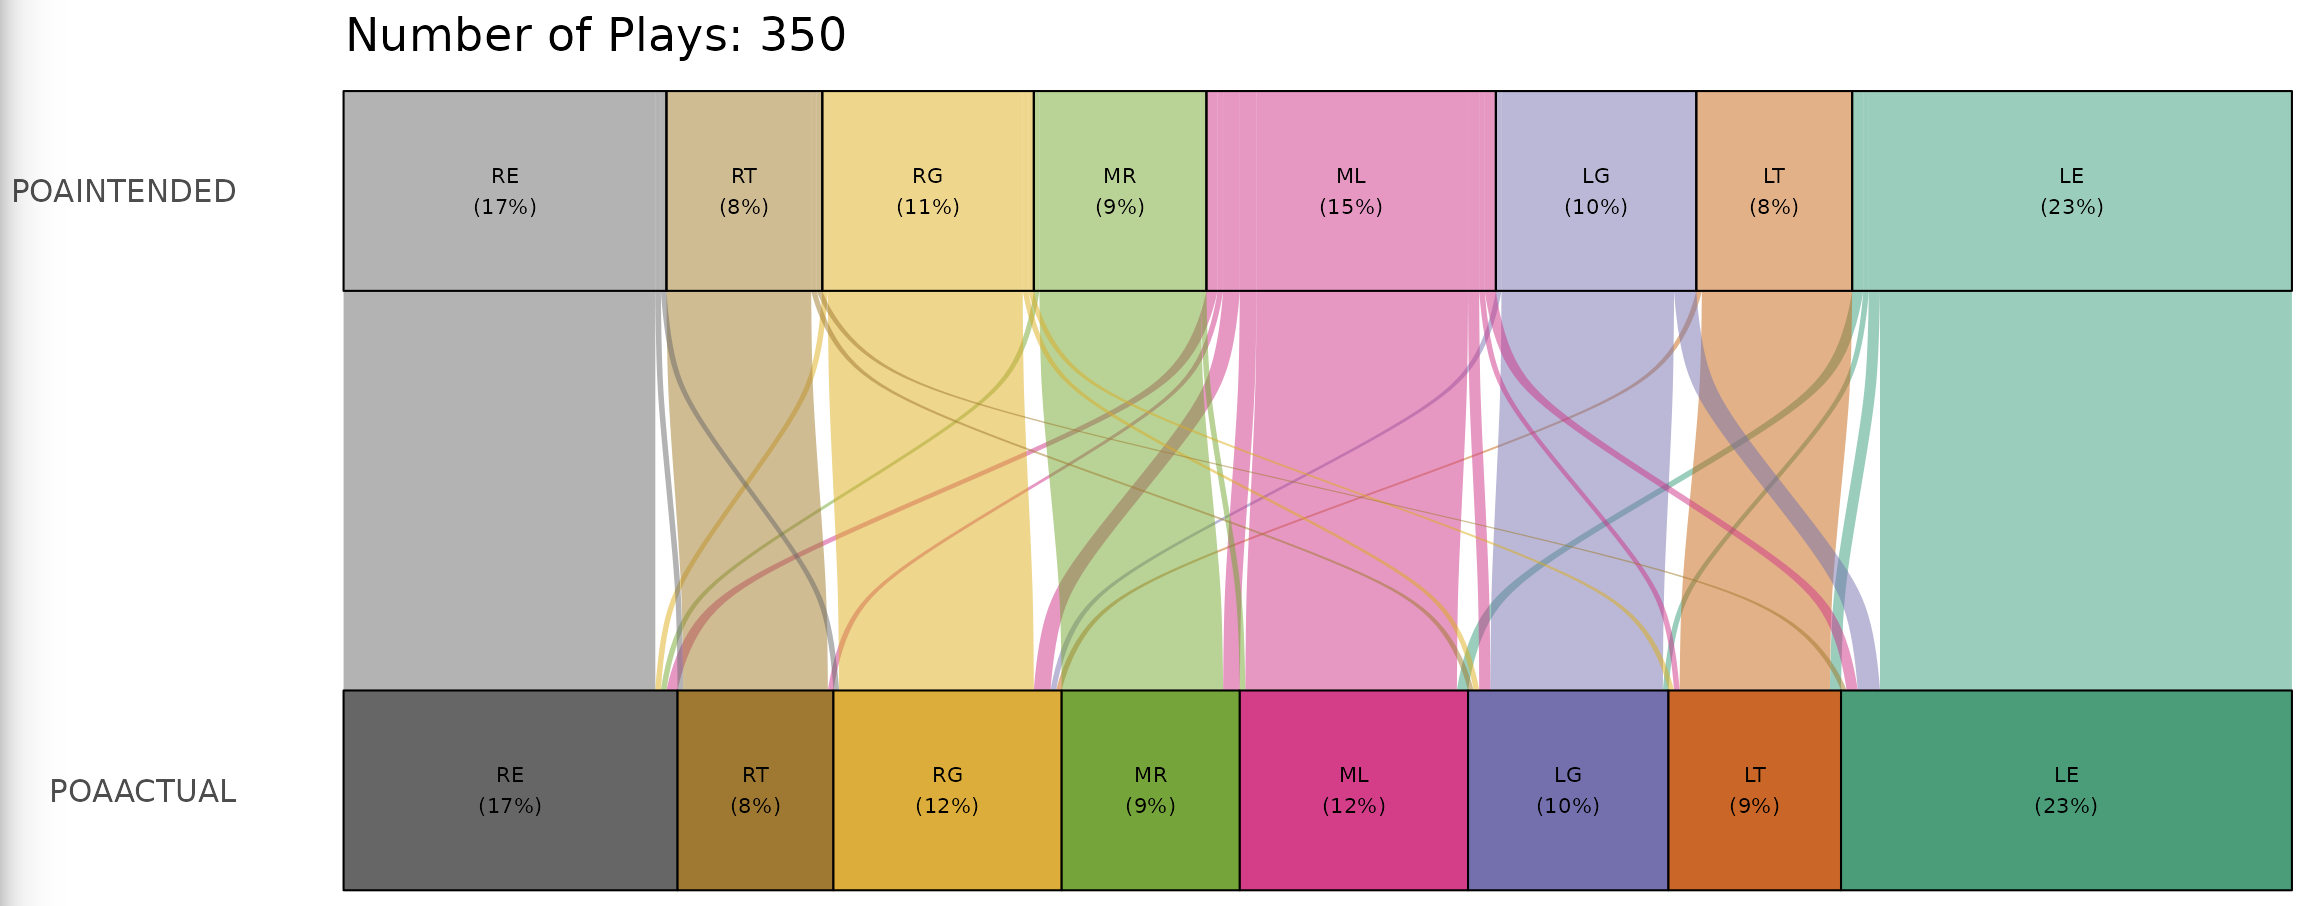 Number of Plays: 350
POAINTENDED
RE
(17%)
RT
(8%)
RG
(11%)
MR
(9%)
ML
(15%)
LG
(10%)
LT
(8%)
LE
(23%)
POAACTUAL
RE
(17%)
RT
(8%)
RG
(12%)
MR
(9%)
ML
(12%)
LG
(10%)
LT
(9%)
LE
(23%)